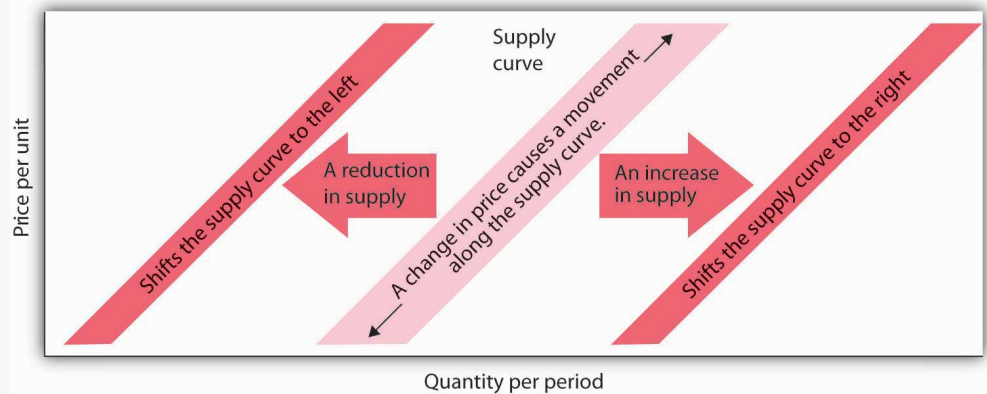 Supply
curve
Price per unit
Shifts the supply curve to the left
A reduction
in supply
A change in price causes a movement
along the supply curve.
An increase
in supply
Shifts the supply curve to the right
Quantity per period